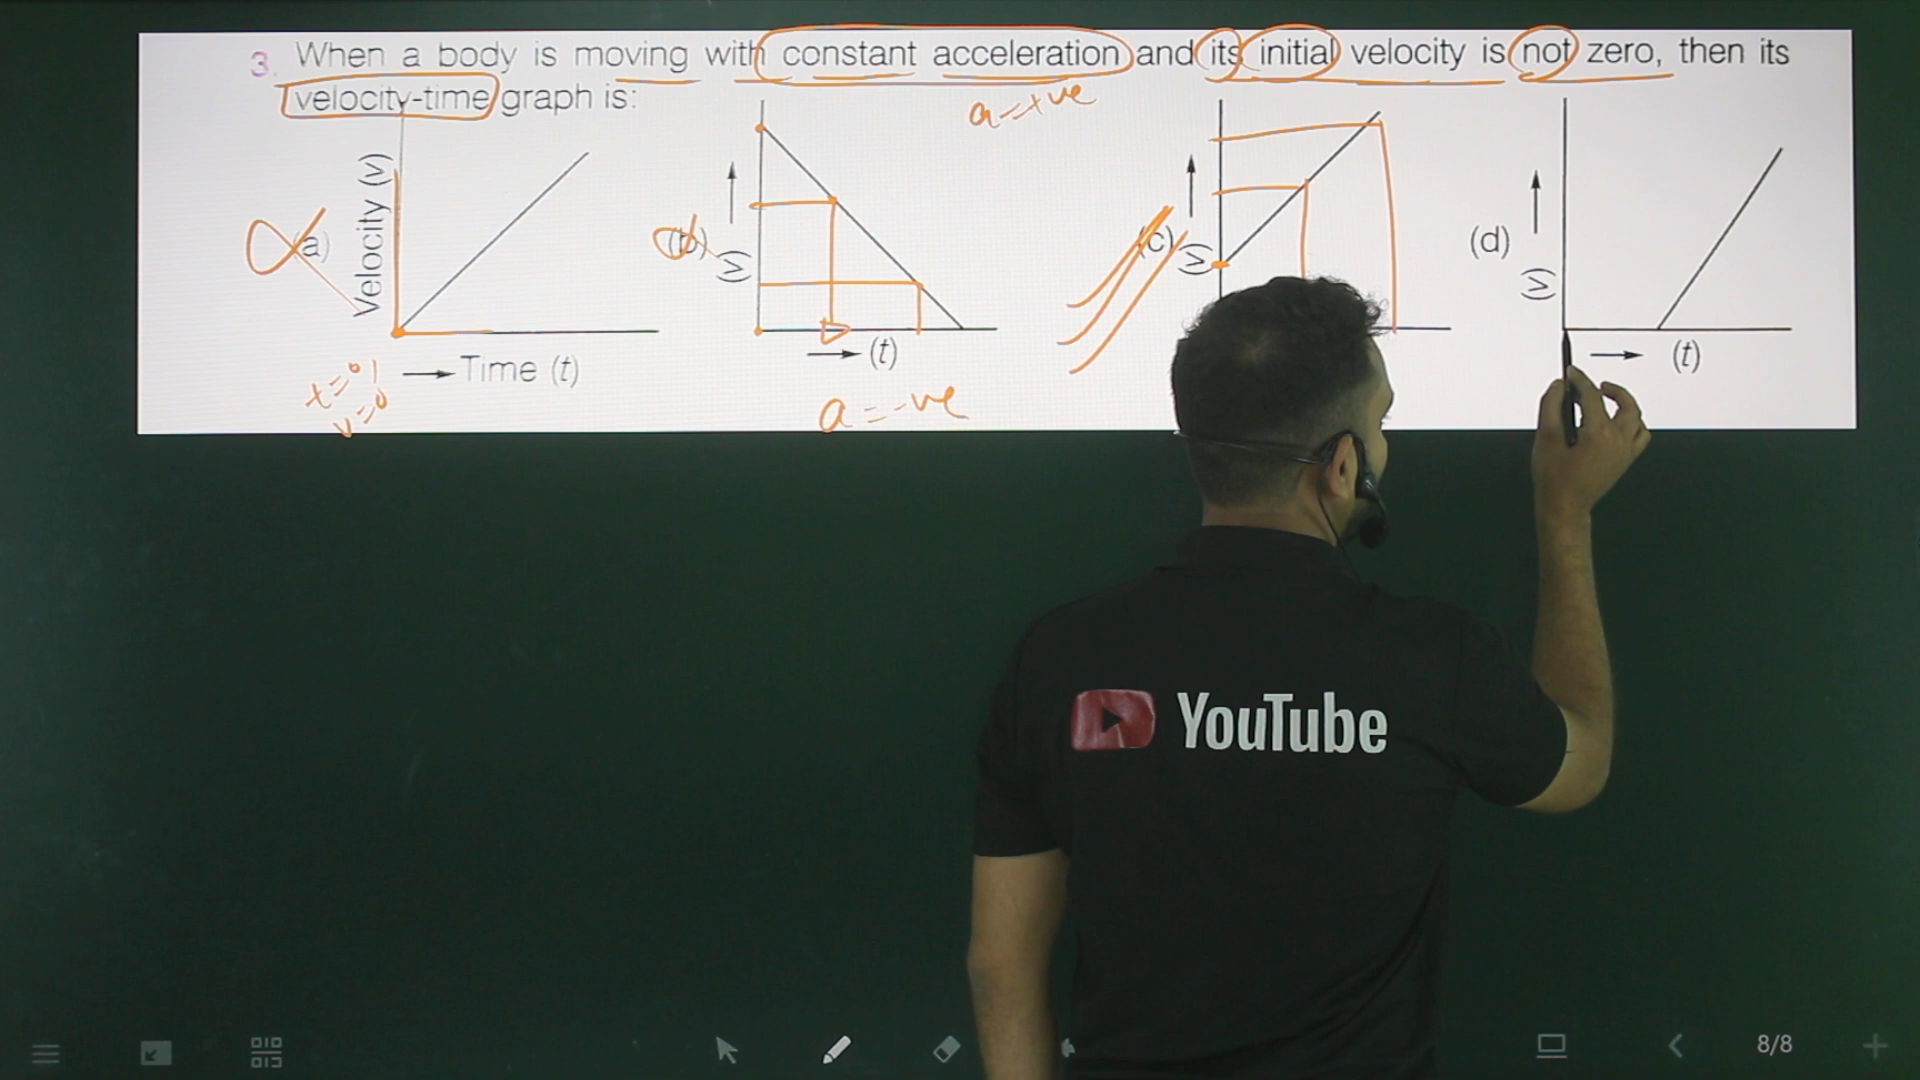 3. When a body is moving with constant acceleration and its initial velocity is not zero, then its
velocity-time graph is:
a=+ve
(a)
Velocity (v)
Time (t)
t=0
v=0
(b)
(v)
(t)
a=-ve
(c)
(v)
(d)
(v)
(t)
YouTube
8/8